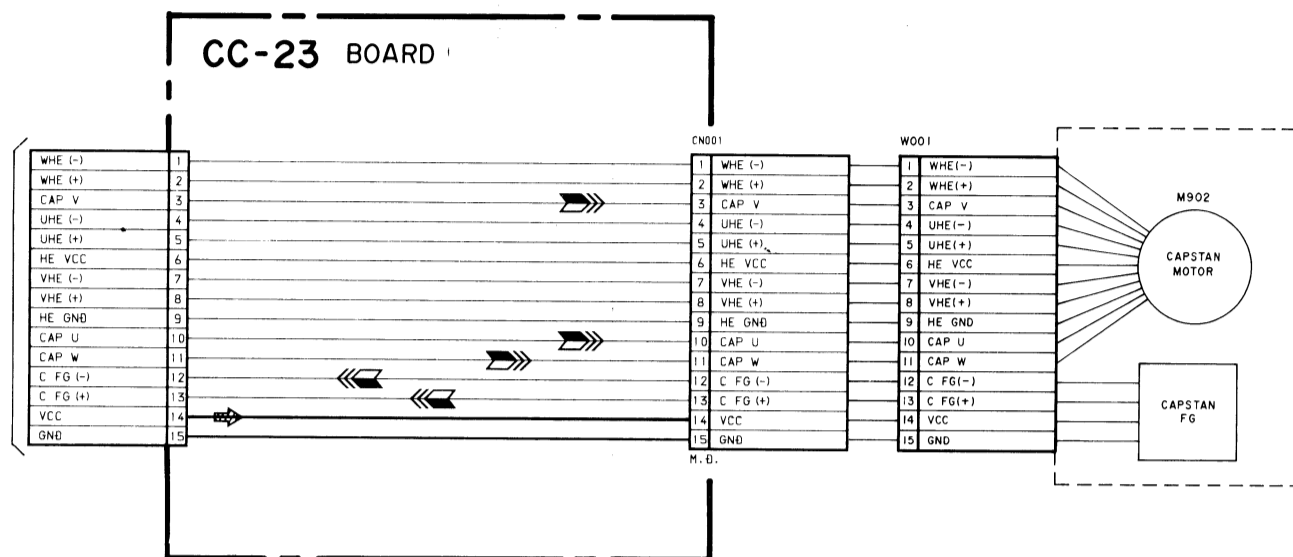 CC-23 BOARD
WHE (-) 1
WHE (+) 2
CAP V 3
UHE (-) 4
UHE (+) 5
HE VCC 6
VHE (-) 7
VHE (+) 8
HE GND 9
CAP U 10
CAP W 11
C FG (-) 12
C FG (+) 13
VCC 14
GND 15
CN001
1 WHE (-)
2 WHE (+)
3 CAP V
4 UHE (-)
5 UHE (+)
6 HE VCC
7 VHE (-)
8 VHE (+)
9 HE GND
10 CAP U
11 CAP W
12 C FG (-)
13 C FG (+)
14 VCC
15 GND
M.D.
W001
1 WHE(-)
2 WHE(+)
3 CAP V
4 UHE(-)
5 UHE(+)
6 HE VCC
7 VHE(-)
8 VHE(+)
9 HE GND
10 CAP U
11 CAP W
12 C FG(-)
13 C FG(+)
14 VCC
15 GND
M902
CAPSTAN
MOTOR
CAPSTAN
FG